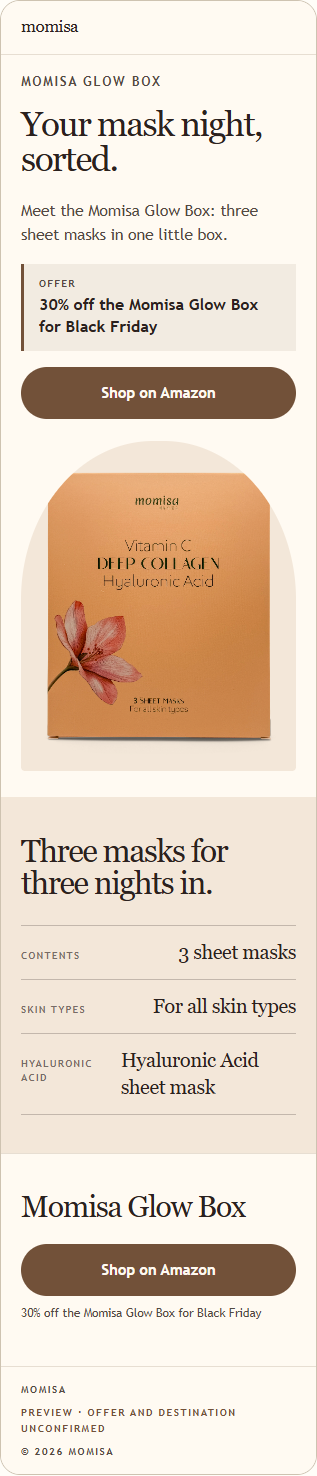 momisa
MOMISA GLOW BOX
Your mask night,
sorted.
Meet the Momisa Glow Box: three
sheet masks in one little box.
OFFER
30% off the Momisa Glow Box
for Black Friday
Shop on Amazon
momisa
Vitamin C
DEEP COLLAGEN
Hyaluronic Acid
3 SHEET MASKS
For all skin types
Three masks for
three nights in.
CONTENTS
3 sheet masks
SKIN TYPES
For all skin types
HYALURONIC
ACID
Hyaluronic Acid
sheet mask
Momisa Glow Box
Shop on Amazon
30% off the Momisa Glow Box for Black Friday
MOMISA
PREVIEW · OFFER AND DESTINATION
UNCONFIRMED
© 2026 MOMISA